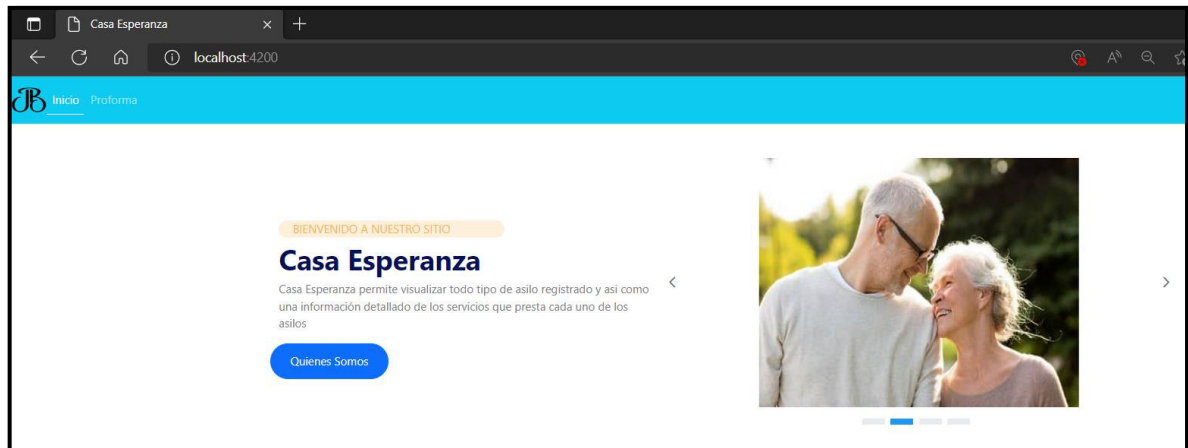 Casa Esperanza
localhost:4200
JB Inicio Proforma
BIENVENIDO A NUESTRO SITIO
Casa Esperanza
Casa Esperanza permite visualizar todo tipo de asilo registrado y asi como
una información detallado de los servicios que presta cada uno de los
asilos
Quienes Somos